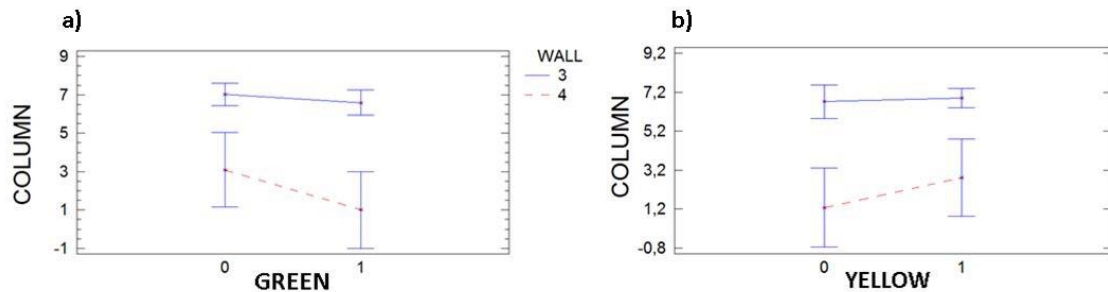 a)
COLUMN
9
7
5
3
1
-1
0 1
GREEN
WALL
3
4
b)
COLUMN
9,2
7,2
5,2
3,2
1,2
-0,8
0 1
YELLOW